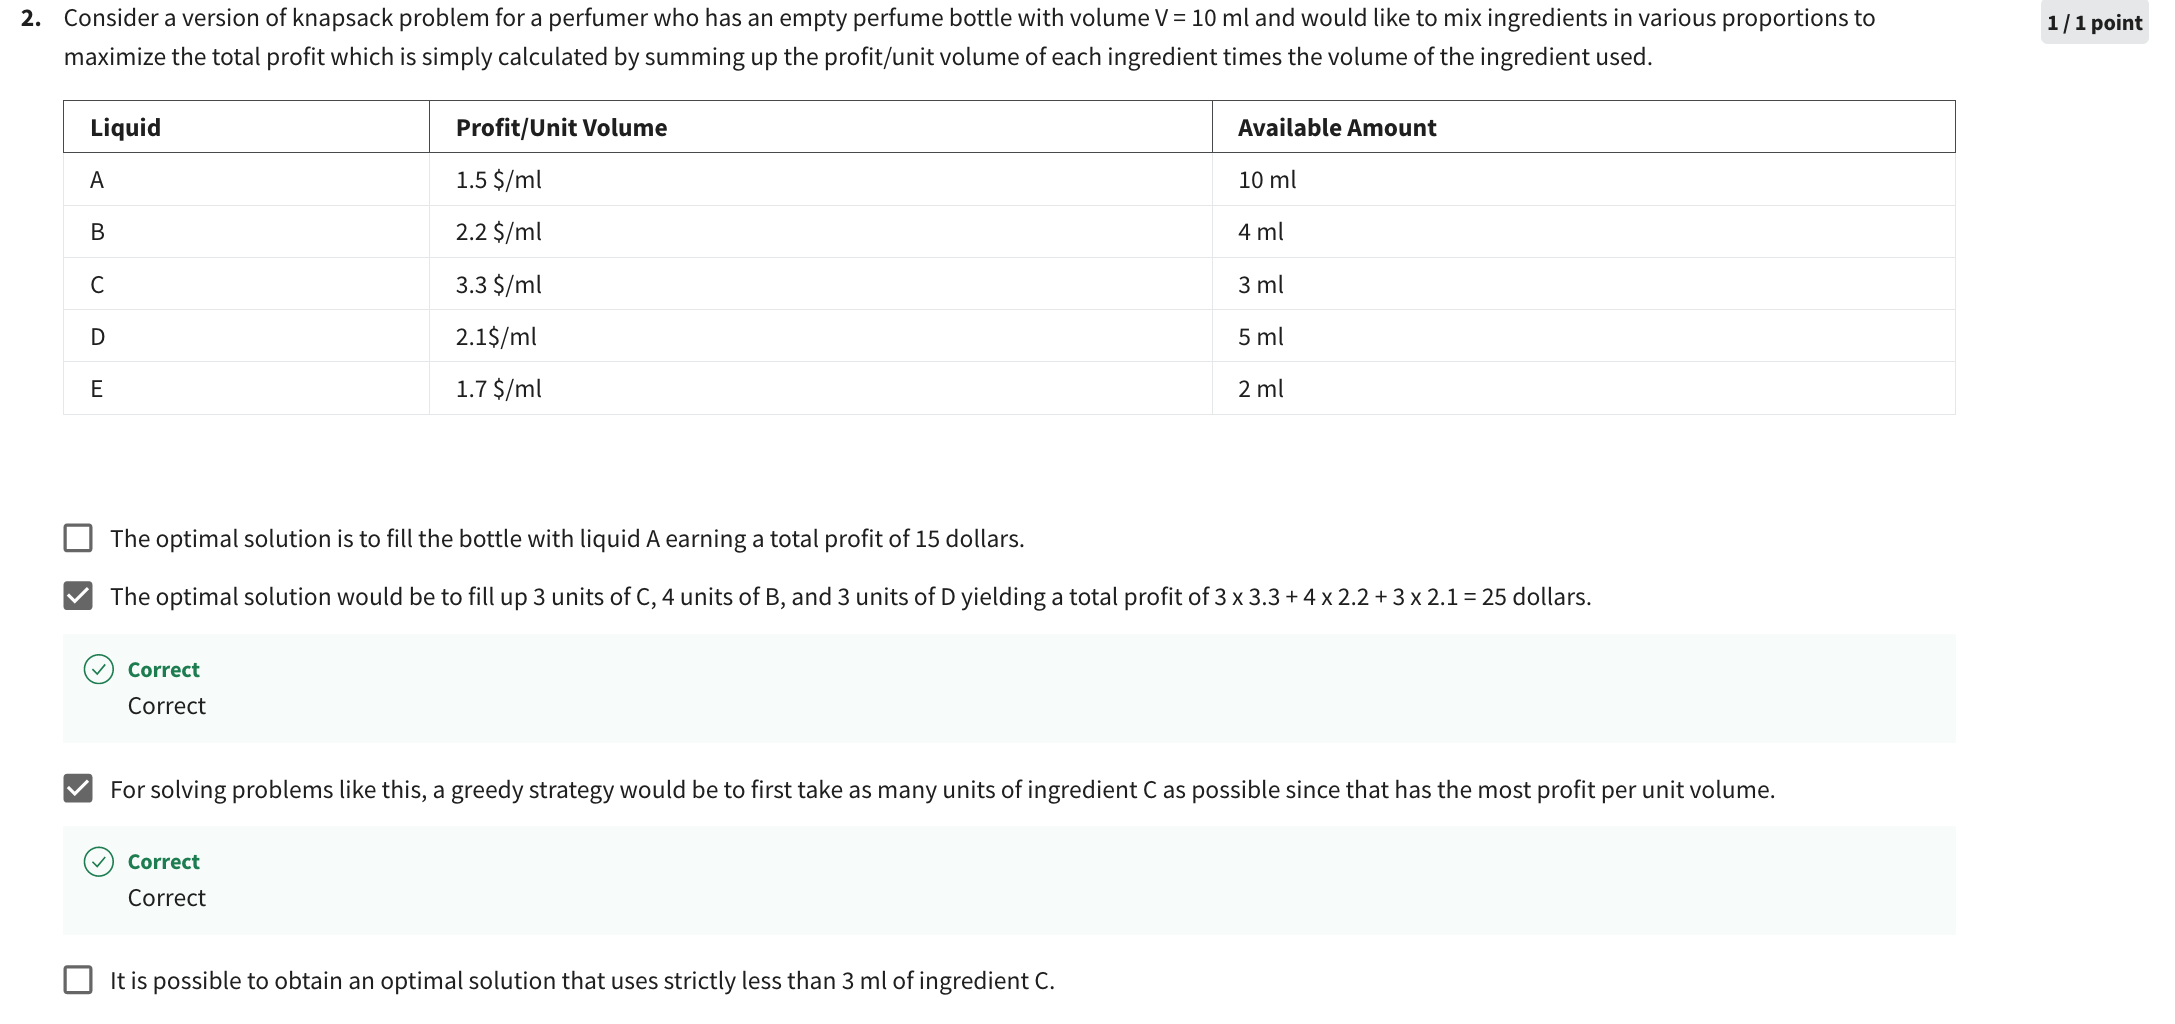 2. Consider a version of knapsack problem for a perfumer who has an empty perfume bottle with volume V = 10 ml and would like to mix ingredients in various proportions to
maximize the total profit which is simply calculated by summing up the profit/unit volume of each ingredient times the volume of the ingredient used.
1 / 1 point
Liquid Profit/Unit Volume Available Amount
A 1.5 $/ml 10 ml
B 2.2 $/ml 4 ml
C 3.3 $/ml 3 ml
D 2.1$/ml 5 ml
E 1.7 $/ml 2 ml
The optimal solution is to fill the bottle with liquid A earning a total profit of 15 dollars.
The optimal solution would be to fill up 3 units of C, 4 units of B, and 3 units of D yielding a total profit of 3 x 3.3 + 4 x 2.2 + 3 x 2.1 = 25 dollars.
Correct
Correct
For solving problems like this, a greedy strategy would be to first take as many units of ingredient C as possible since that has the most profit per unit volume.
Correct
Correct
It is possible to obtain an optimal solution that uses strictly less than 3 ml of ingredient C.